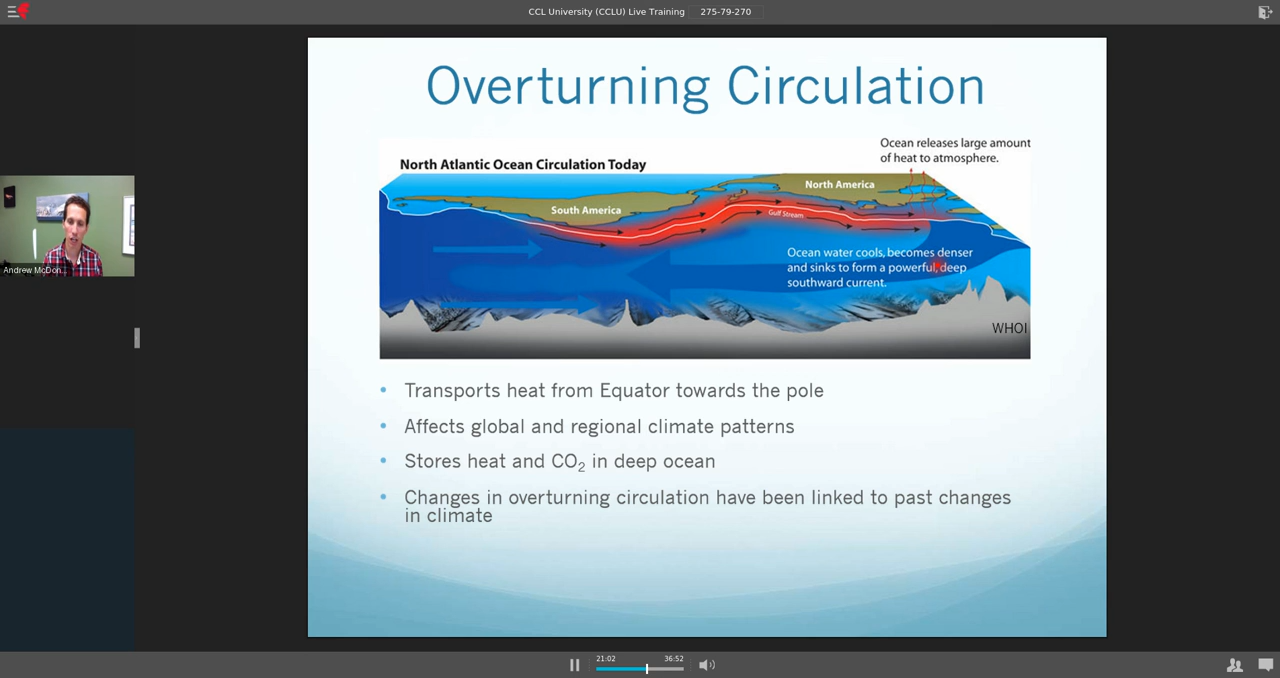 CCL University (CCLU) Live Training 275-79-270
Overturning Circulation
Ocean releases large amount
of heat to atmosphere.
North Atlantic Ocean Circulation Today
North America
South America
Gulf Stream
Ocean water cools, becomes denser
and sinks to form a powerful, deep
southward current.
WHOI
Andrew McDon...
• Transports heat from Equator towards the pole
• Affects global and regional climate patterns
• Stores heat and CO₂ in deep ocean
• Changes in overturning circulation have been linked to past changes
in climate
21:02 36:52